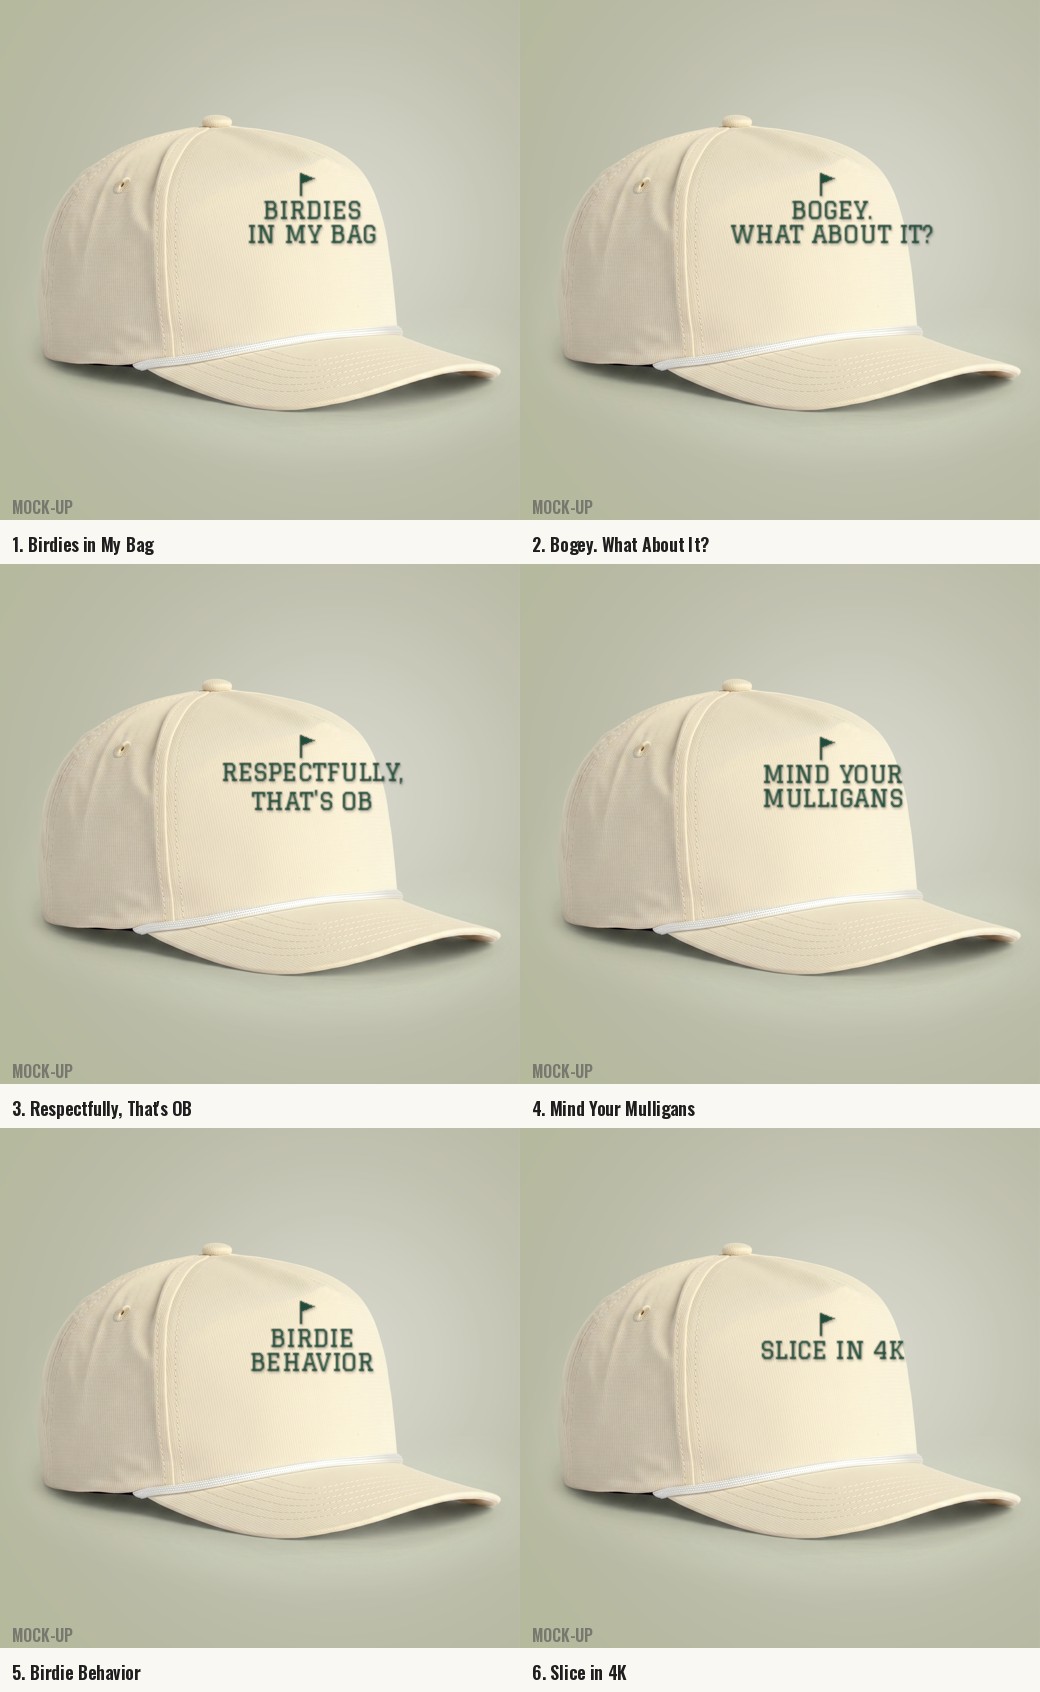 BIRDIES
IN MY BAG
MOCK-UP
1. Birdies in My Bag
BOGEY.
WHAT ABOUT IT?
MOCK-UP
2. Bogey. What About It?
RESPECTFULLY,
THAT'S OB
MOCK-UP
3. Respectfully, That's OB
MIND YOUR
MULLIGANS
MOCK-UP
4. Mind Your Mulligans
BIRDIE
BEHAVIOR
MOCK-UP
5. Birdie Behavior
SLICE IN 4K
MOCK-UP
6. Slice in 4K